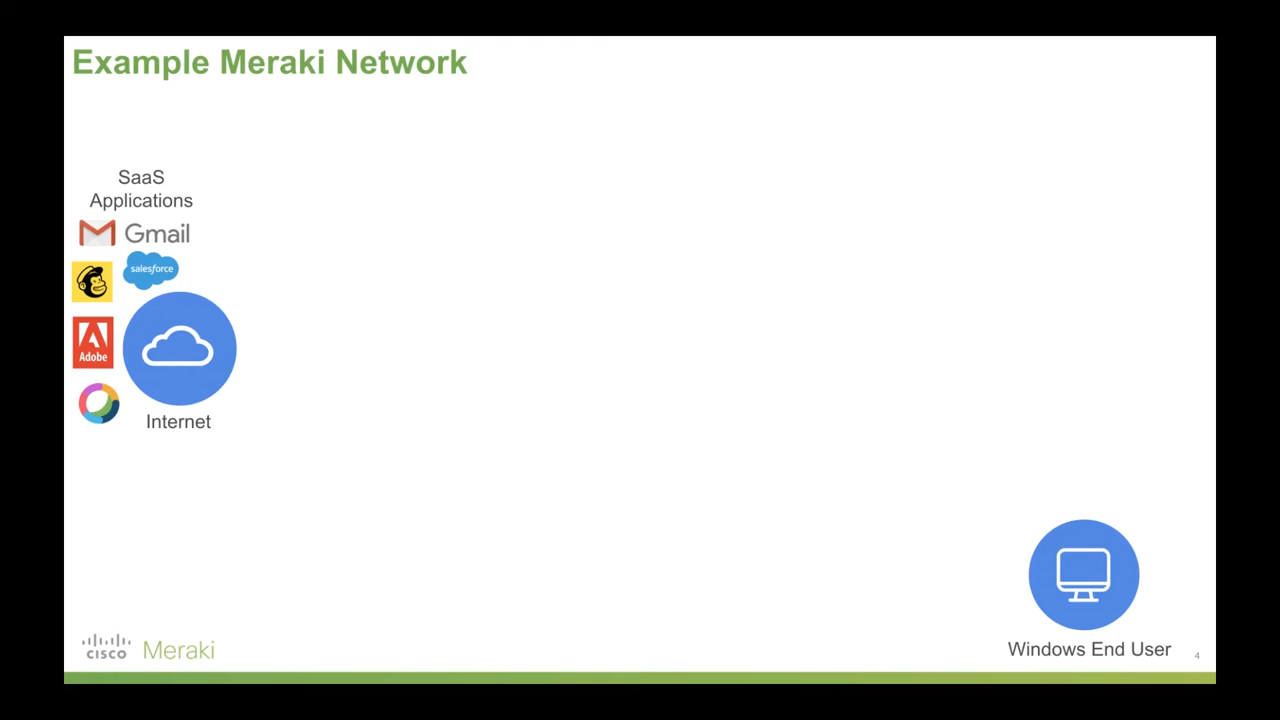 Example Meraki Network
SaaS
Applications
Gmail
salesforce
Adobe
Internet
Windows End User
CISCO Meraki
4